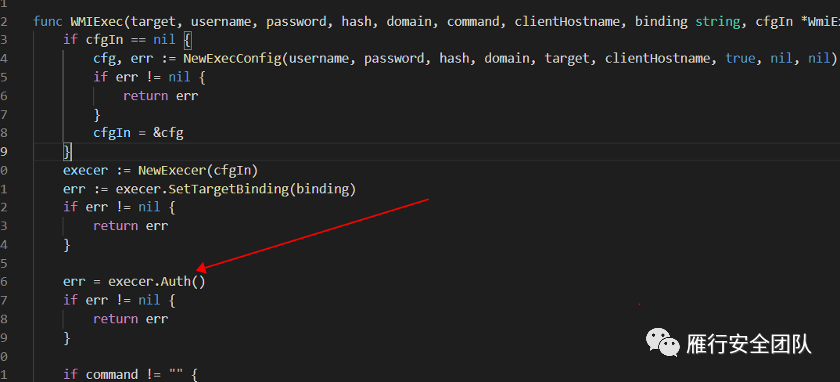 1
2 func WMIExec(target, username, password, hash, domain, command, clientHostname, binding string, cfgIn *WmiE
3 if cfgIn == nil {
4 cfg, err := NewExecConfig(username, password, hash, domain, target, clientHostname, true, nil, nil)
5 if err != nil {
6 return err
7 }
8 cfgIn = &cfg
9 }
0 execer := NewExecer(cfgIn)
1 err := execer.SetTargetBinding(binding)
2 if err != nil {
3 return err
4 }
5
6 err = execer.Auth()
7 if err != nil {
8 return err
9 }
0
1 if command != "" {
雁行安全团队